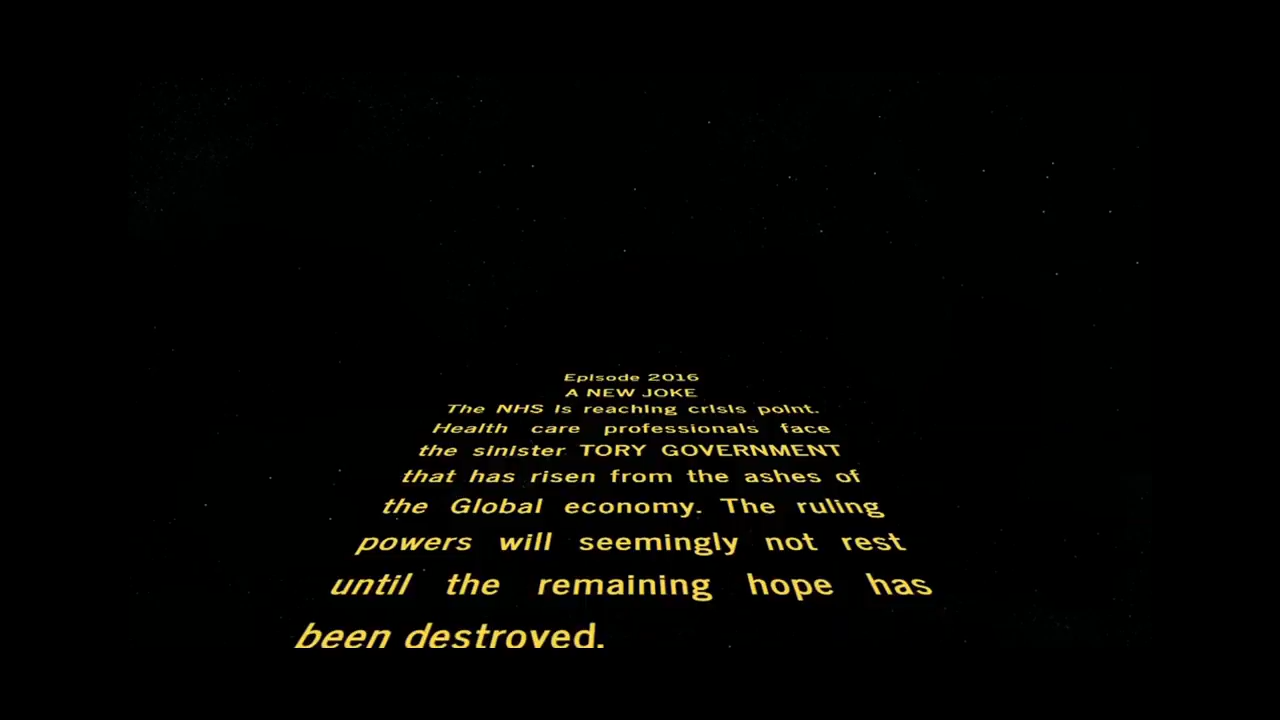 Episode 2016
A NEW JOKE
The NHS is reaching crisis point.
Health care professionals face
the sinister TORY GOVERNMENT
that has risen from the ashes of
the Global economy. The ruling
powers will seemingly not rest
until the remaining hope has
been destroyed.